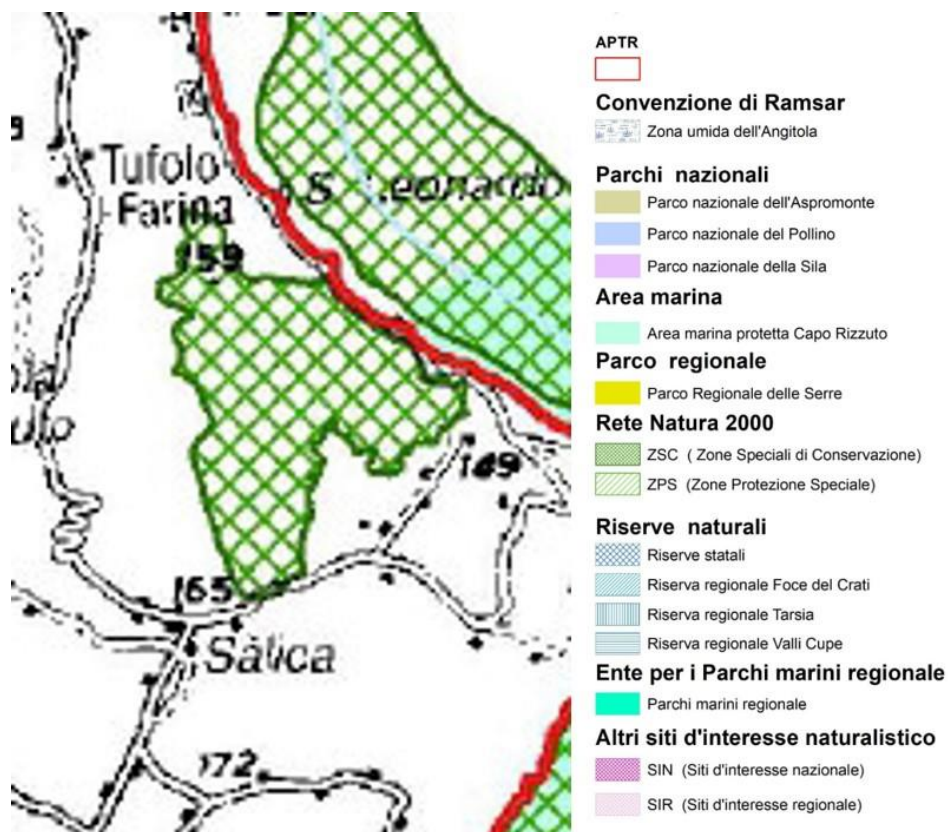 Tufolo
Farina
S. Leonardo
159
149
165
Salica
172
APTR
Convenzione di Ramsar
Zona umida dell'Angitola
Parchi nazionali
Parco nazionale dell'Aspromonte
Parco nazionale del Pollino
Parco nazionale della Sila
Area marina
Area marina protetta Capo Rizzuto
Parco regionale
Parco Regionale delle Serre
Rete Natura 2000
ZSC ( Zone Speciali di Conservazione)
ZPS (Zone Protezione Speciale)
Riserve naturali
Riserve statali
Riserva regionale Foce del Crati
Riserva regionale Tarsia
Riserva regionale Valli Cupe
Ente per i Parchi marini regionale
Parchi marini regionale
Altri siti d'interesse naturalistico
SIN (Siti d'interesse nazionale)
SIR (Siti d'interesse regionale)